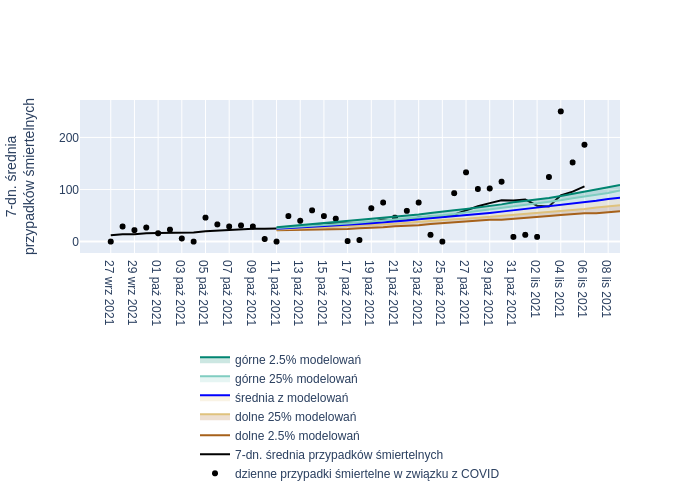 7-dn. średnia
przypadków śmiertelnych
200
100
0
27 wrz 2021
29 wrz 2021
01 paź 2021
03 paź 2021
05 paź 2021
07 paź 2021
09 paź 2021
11 paź 2021
13 paź 2021
15 paź 2021
17 paź 2021
19 paź 2021
21 paź 2021
23 paź 2021
25 paź 2021
27 paź 2021
29 paź 2021
31 paź 2021
02 lis 2021
04 lis 2021
06 lis 2021
08 lis 2021
górne 2.5% modelowań
górne 25% modelowań
średnia z modelowań
dolne 25% modelowań
dolne 2.5% modelowań
7-dn. średnia przypadków śmiertelnych
dzienne przypadki śmiertelne w związku z COVID